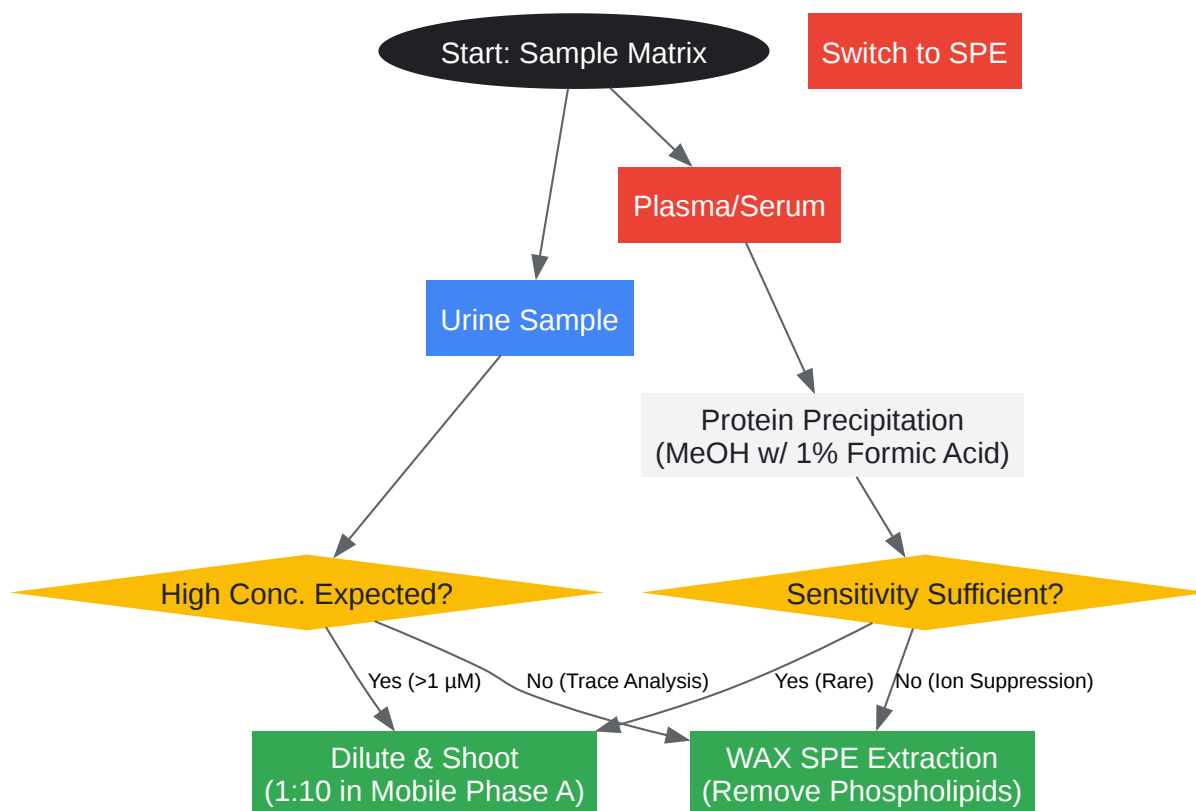 Start: Sample Matrix
Switch to SPE
Plasma/Serum
Urine Sample
Protein Precipitation
(MeOH w/ 1% Formic Acid)
High Conc. Expected?
Sensitivity Sufficient?
Yes (>1 µM)
No (Trace Analysis)
Yes (Rare)
No (Ion Suppression)
Dilute & Shoot
(1:10 in Mobile Phase A)
WAX SPE Extraction
(Remove Phospholipids)